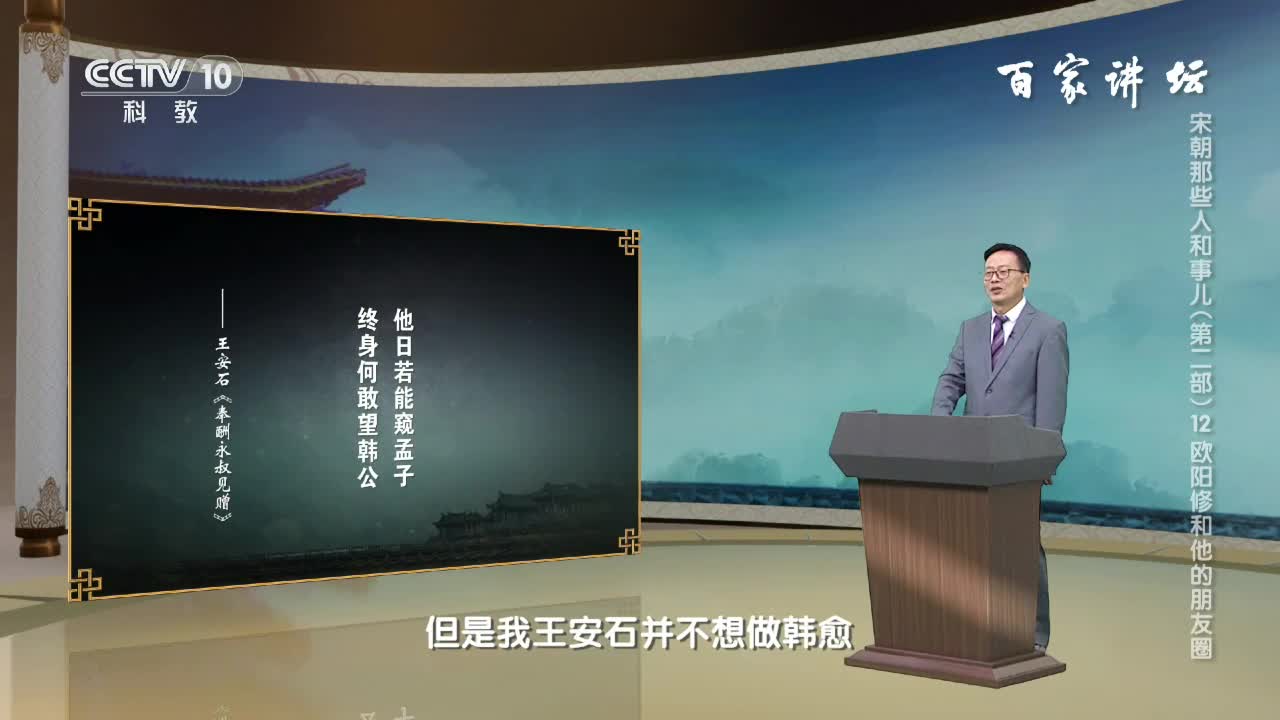 CCTV 10
科教
百家讲坛
宋朝那些人和事儿（第二部）12 欧阳修和他的朋友圈
他日若能窥孟子
终身何敢望韩公
——王安石《奉酬永叔见赠》
但是我王安石并不想做韩愈